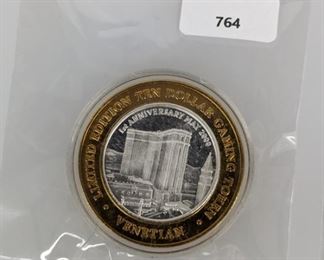 764
LIMITED EDITION TEN DOLLAR GAMING TOKEN
1st ANNIVERSARY MAY 2000
• VENETIAN •